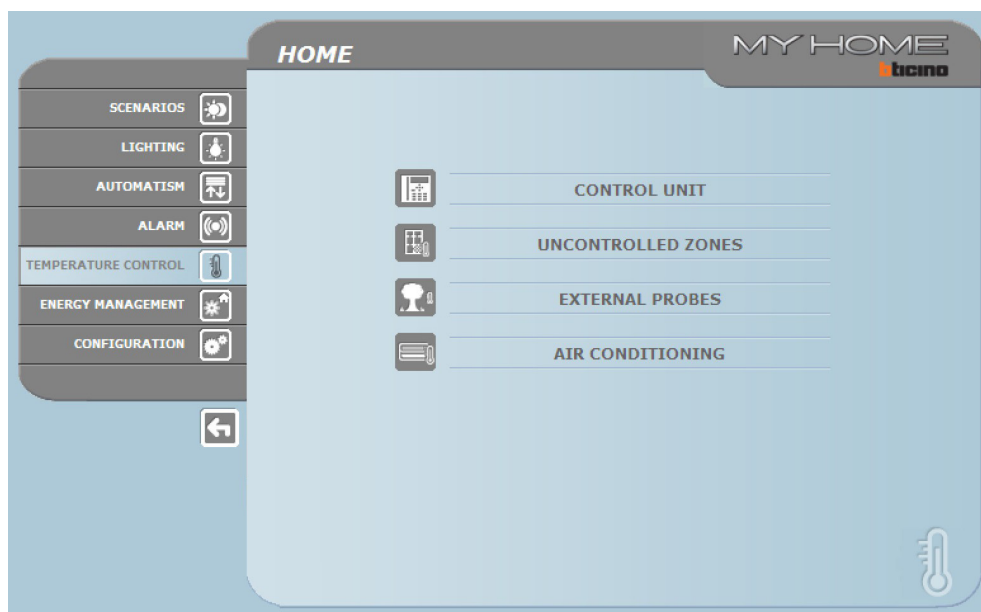 HOME
MY HOME
bticino
SCENARIOS
LIGHTING
AUTOMATISM
ALARM
TEMPERATURE CONTROL
ENERGY MANAGEMENT
CONFIGURATION
CONTROL UNIT
UNCONTROLLED ZONES
EXTERNAL PROBES
AIR CONDITIONING